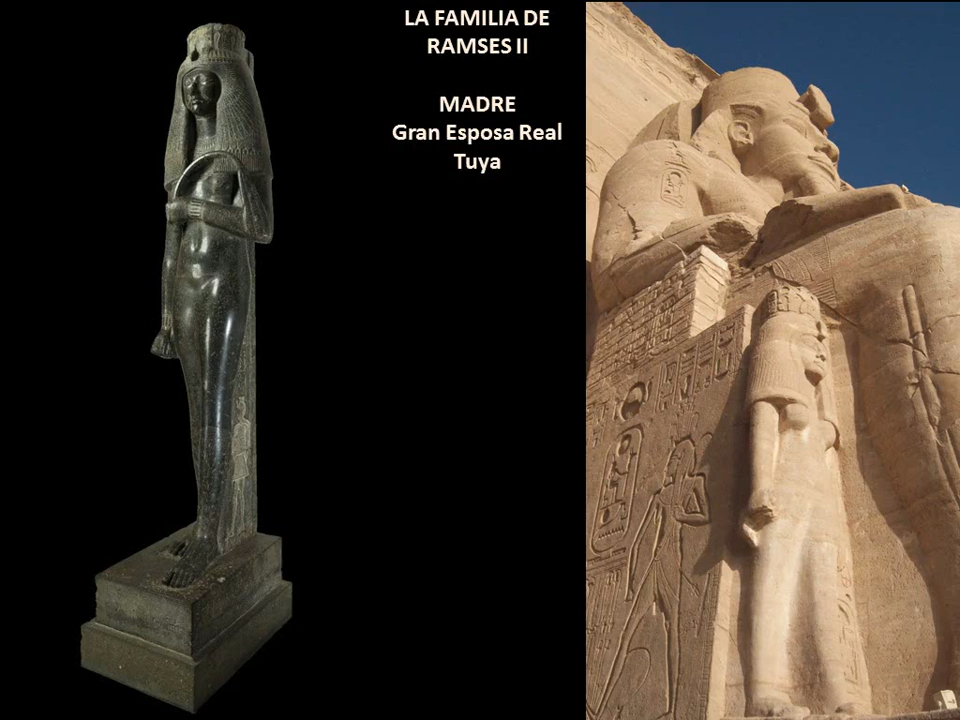 LA FAMILIA DE
RAMSES II
MADRE
Gran Esposa Real
Tuya